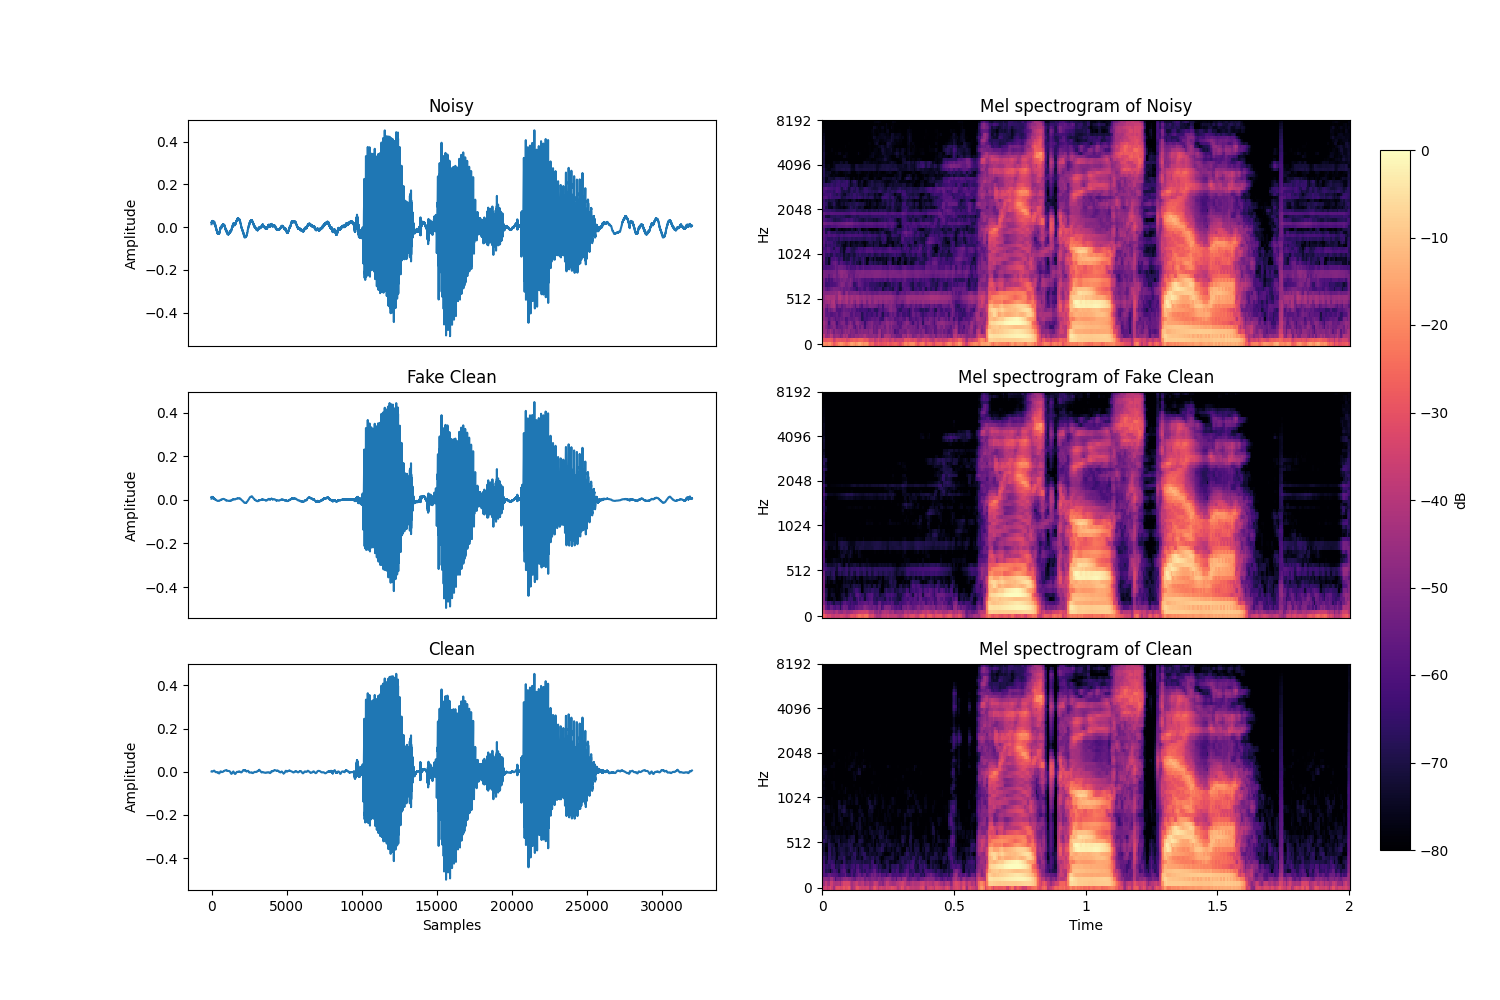 Noisy
0.4
0.2
0.0
−0.2
−0.4
Amplitude
Mel spectrogram of Noisy
8192
4096
2048
1024
512
0
Hz
Fake Clean
0.4
0.2
0.0
−0.2
−0.4
Amplitude
Mel spectrogram of Fake Clean
8192
4096
2048
1024
512
0
Hz
Clean
0.4
0.2
0.0
−0.2
−0.4
Amplitude
0 5000 10000 15000 20000 25000 30000
Samples
Mel spectrogram of Clean
8192
4096
2048
1024
512
0
Hz
0 0.5 1 1.5 2
Time
0
−10
−20
−30
−40
−50
−60
−70
−80
dB